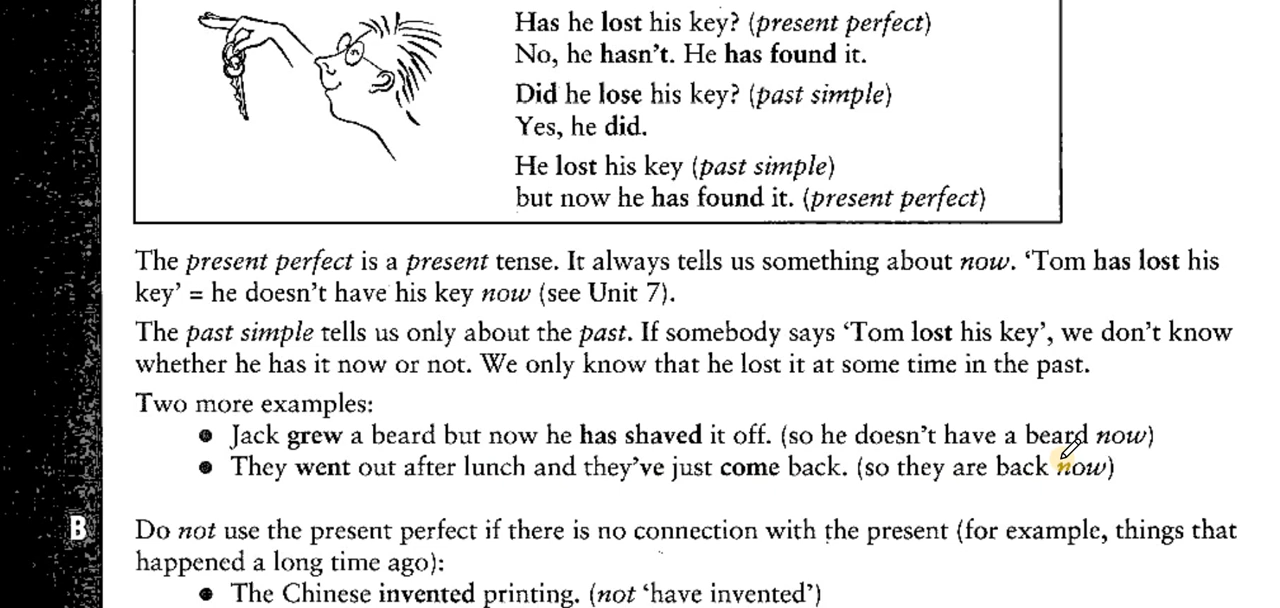 Has he lost his key? (present perfect)
No, he hasn't. He has found it.
Did he lose his key? (past simple)
Yes, he did.
He lost his key (past simple)
but now he has found it. (present perfect)
The present perfect is a present tense. It always tells us something about now. ‘Tom has lost his
key’ = he doesn't have his key now (see Unit 7).
The past simple tells us only about the past. If somebody says ‘Tom lost his key’, we don't know
whether he has it now or not. We only know that he lost it at some time in the past.
Two more examples:
● Jack grew a beard but now he has shaved it off. (so he doesn't have a beard now)
● They went out after lunch and they've just come back. (so they are back now)
B Do not use the present perfect if there is no connection with the present (for example, things that
happened a long time ago):
● The Chinese invented printing. (not ‘have invented’)